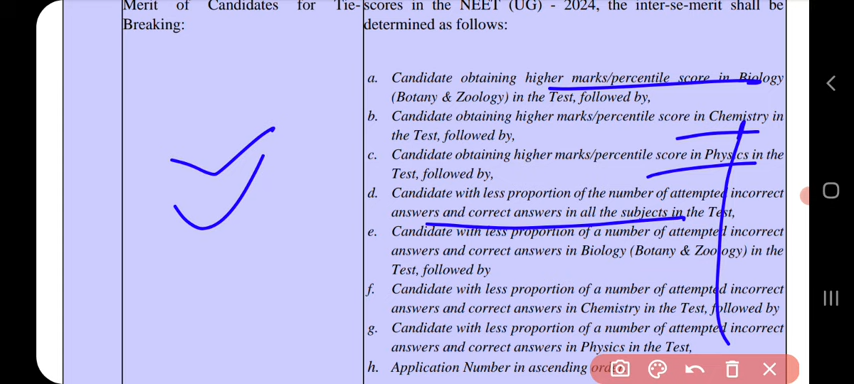 Merit of Candidates for Tie-
Breaking:
scores in the NEET (UG) - 2024, the inter-se-merit shall be
determined as follows:
a. Candidate obtaining higher marks/percentile score in Biology
(Botany & Zoology) in the Test, followed by,
b. Candidate obtaining higher marks/percentile score in Chemistry in
the Test, followed by,
c. Candidate obtaining higher marks/percentile score in Physics in the
Test, followed by,
d. Candidate with less proportion of the number of attempted incorrect
answers and correct answers in all the subjects in the Test,
e. Candidate with less proportion of a number of attempted incorrect
answers and correct answers in Biology (Botany & Zoology) in the
Test, followed by
f. Candidate with less proportion of a number of attempted incorrect
answers and correct answers in Chemistry in the Test, followed by
g. Candidate with less proportion of a number of attempted incorrect
answers and correct answers in Physics in the Test,
h. Application Number in ascending